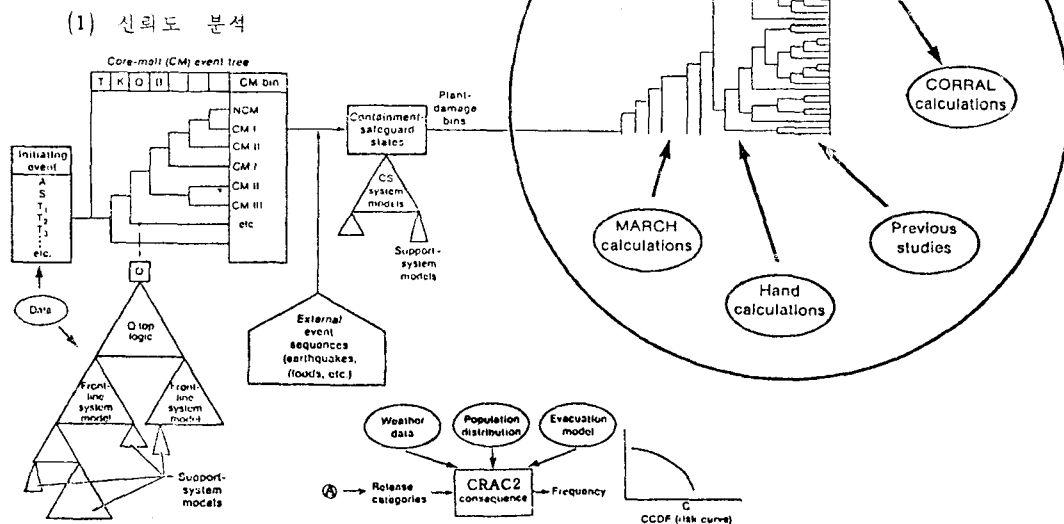 (1) 신뢰도 분석
Core-melt (CM) event tree
T K Q D
CM bin
NCM
CM I
CM II
CM I
CM II
CM III
etc
Initiating
event
A
S
T1
T2
T3
etc.
Data
Q
Q top
logic
Front-
line
system
model
Front-
line
system
model
Support-
system
models
Containment-
safeguard
states
CS
system
models
Support-
system
models
Plant-
damage
bins
External
event
sequences
(earthquakes,
floods, etc.)
CORRAL
calculations
MARCH
calculations
Previous
studies
Hand
calculations
Weather
data
Population
distribution
Evacuation
model
A
Release
categories
CRAC2
consequence
Frequency
C
CCDF (risk curve)